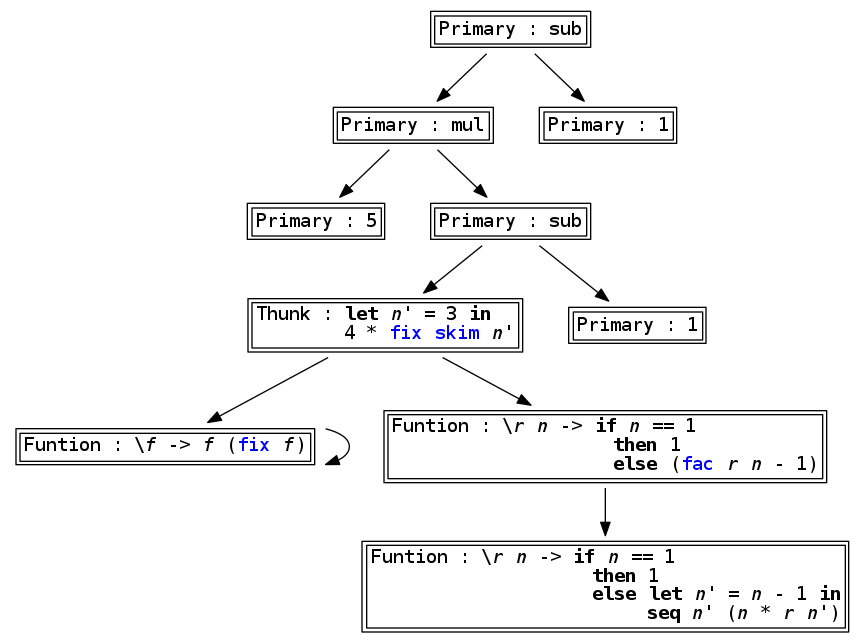 Primary : sub
Primary : mul
Primary : 1
Primary : 5
Primary : sub
Thunk : let n' = 3 in
4 * fix skim n'
Primary : 1
Funtion : \f -> f (fix f)
Funtion : \r n -> if n == 1
then 1
else (fac r n - 1)
Funtion : \r n -> if n == 1
then 1
else let n' = n - 1 in
seq n' (n * r n')